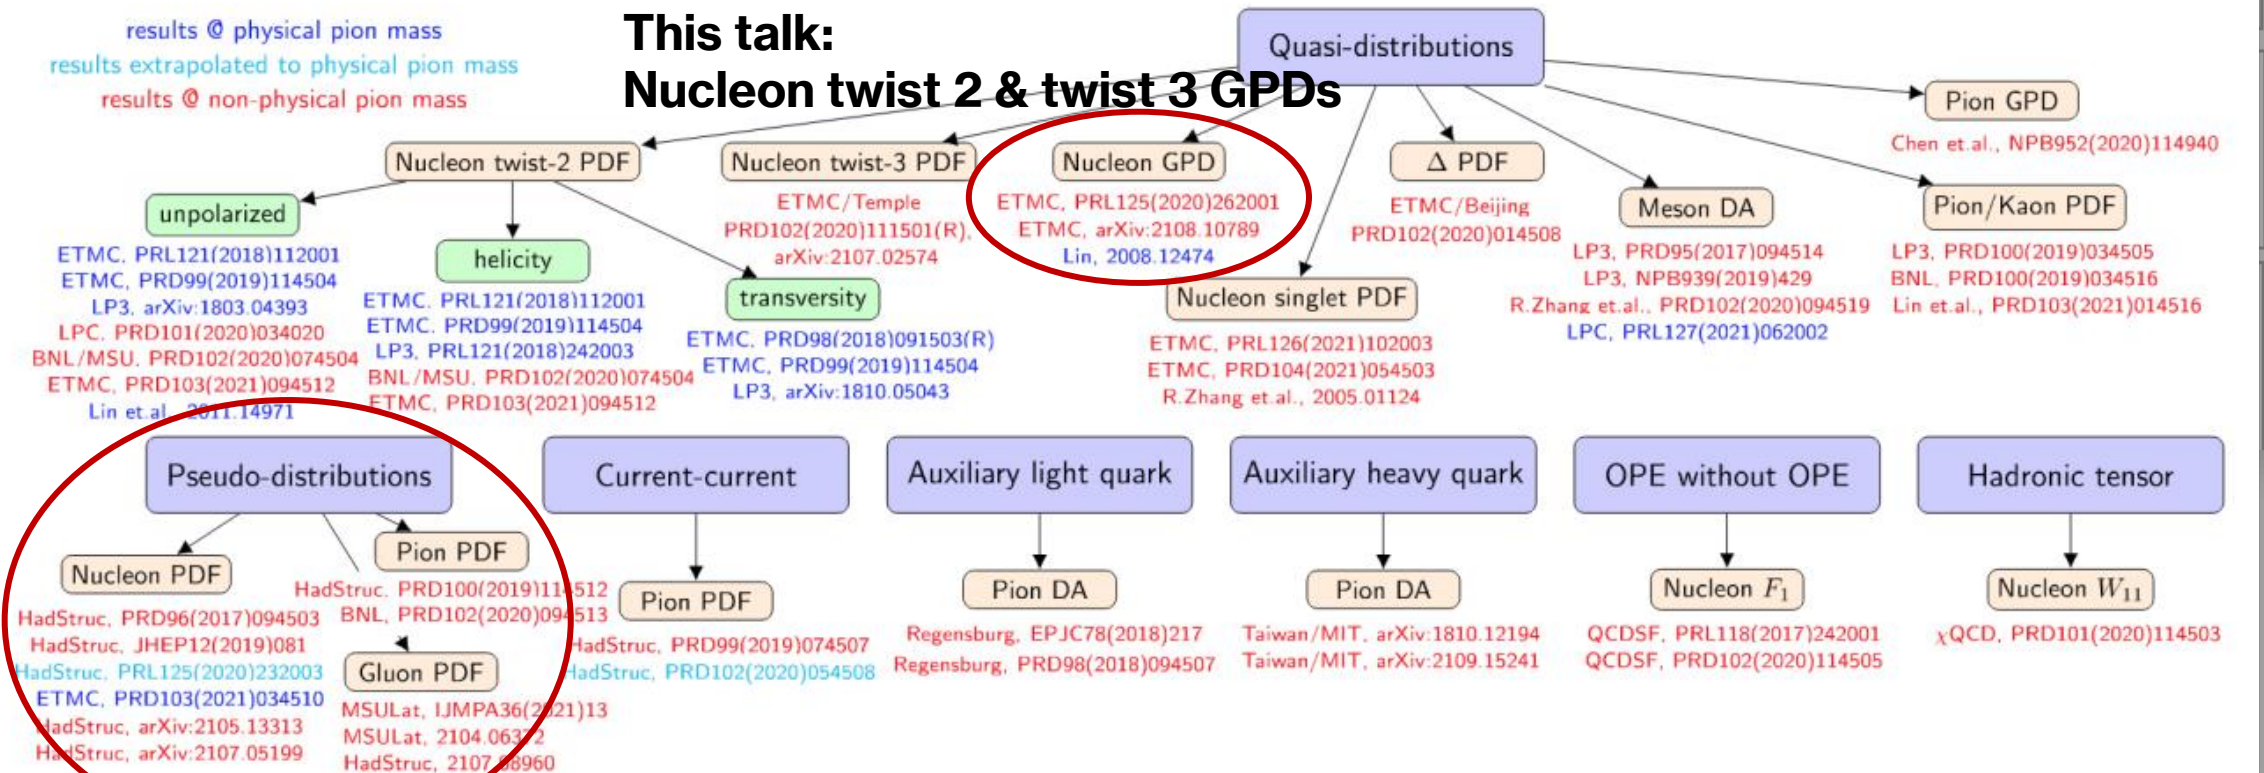 results @ physical pion mass
results extrapolated to physical pion mass
results @ non-physical pion mass
This talk:
Nucleon twist 2 & twist 3 GPDs
Quasi-distributions
Nucleon twist-2 PDF
unpolarized
ETMC, PRL121(2018)112001
ETMC, PRD99(2019)114504
LP3, arXiv:1803.04393
LPC, PRD101(2020)034020
BNL/MSU, PRD102(2020)074504
ETMC, PRD103(2021)094512
Lin et.al., 2011.14971
helicity
ETMC. PRL121(2018)112001
ETMC. PRD99(2019)114504
LP3, PRL121(2018)242003
BNL/MSU. PRD102(2020)074504
ETMC, PRD103(2021)094512
transversity
ETMC, PRD98(2018)091503(R)
ETMC, PRD99(2019)114504
LP3, arXiv:1810.05043
Nucleon twist-3 PDF
ETMC/Temple
PRD102(2020)111501(R),
arXiv:2107.02574
Nucleon GPD
ETMC, PRL125(2020)262001
ETMC, arXiv:2108.10789
Lin, 2008.12474
Nucleon singlet PDF
ETMC, PRL126(2021)102003
ETMC, PRD104(2021)054503
R.Zhang et.al., 2005.01124
Δ PDF
ETMC/Beijing
PRD102(2020)014508
Meson DA
LP3, PRD95(2017)094514
LP3, NPB939(2019)429
R.Zhang et.al., PRD102(2020)094519
LPC, PRL127(2021)062002
Pion GPD
Chen et.al., NPB952(2020)114940
Pion/Kaon PDF
LP3, PRD100(2019)034505
BNL, PRD100(2019)034516
Lin et.al., PRD103(2021)014516
Pseudo-distributions
Nucleon PDF
HadStruc, PRD96(2017)094503
HadStruc, JHEP12(2019)081
HadStruc, PRL125(2020)232003
ETMC, PRD103(2021)034510
HadStruc, arXiv:2105.13313
HadStruc, arXiv:2107.05199
Pion PDF
HadStruc, PRD100(2019)114512
BNL, PRD102(2020)094513
Gluon PDF
MSULat, IJMPA36(2021)13
MSULat, 2104.06372
HadStruc, 2107.08960
Current-current
Pion PDF
HadStruc, PRD99(2019)074507
HadStruc, PRD102(2020)054508
Auxiliary light quark
Pion DA
Regensburg, EPJC78(2018)217
Regensburg, PRD98(2018)094507
Auxiliary heavy quark
Pion DA
Taiwan/MIT, arXiv:1810.12194
Taiwan/MIT, arXiv:2109.15241
OPE without OPE
Nucleon F₁
QCDSF, PRL118(2017)242001
QCDSF, PRD102(2020)114505
Hadronic tensor
Nucleon W₁₁
χQCD, PRD101(2020)114503